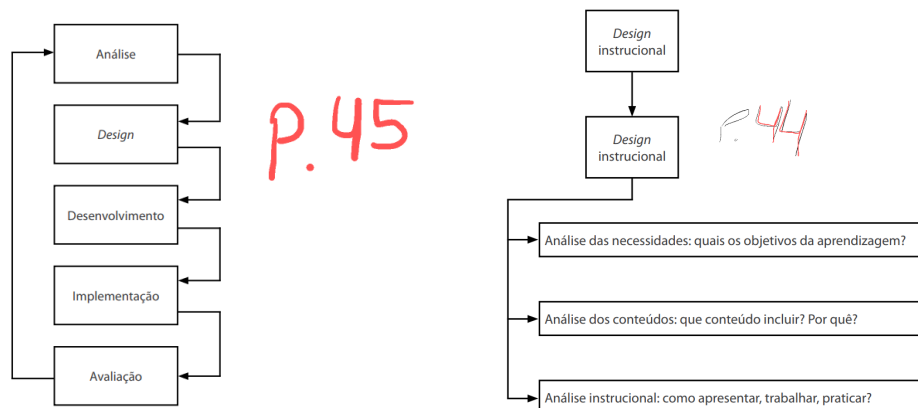 Análise
Design
Desenvolvimento
Implementação
Avaliação
p.45
Design
instrucional
Design
instrucional
p.44
Análise das necessidades: quais os objetivos da aprendizagem?
Análise dos conteúdos: que conteúdo incluir? Por quê?
Análise instrucional: como apresentar, trabalhar, praticar?